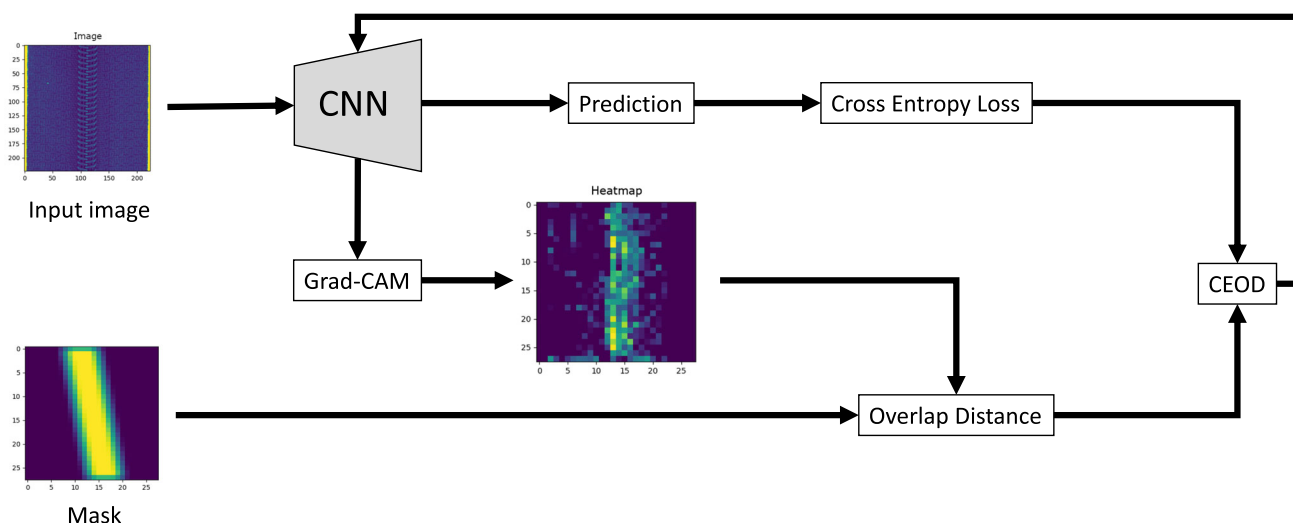 Image
0
25
50
75
100
125
150
175
200
0 50 100 150 200
Input image
CNN
Prediction
Cross Entropy Loss
Heatmap
0
5
10
15
20
25
0 5 10 15 20 25
Grad-CAM
CEOD
0
5
10
15
20
25
0 5 10 15 20 25
Mask
Overlap Distance